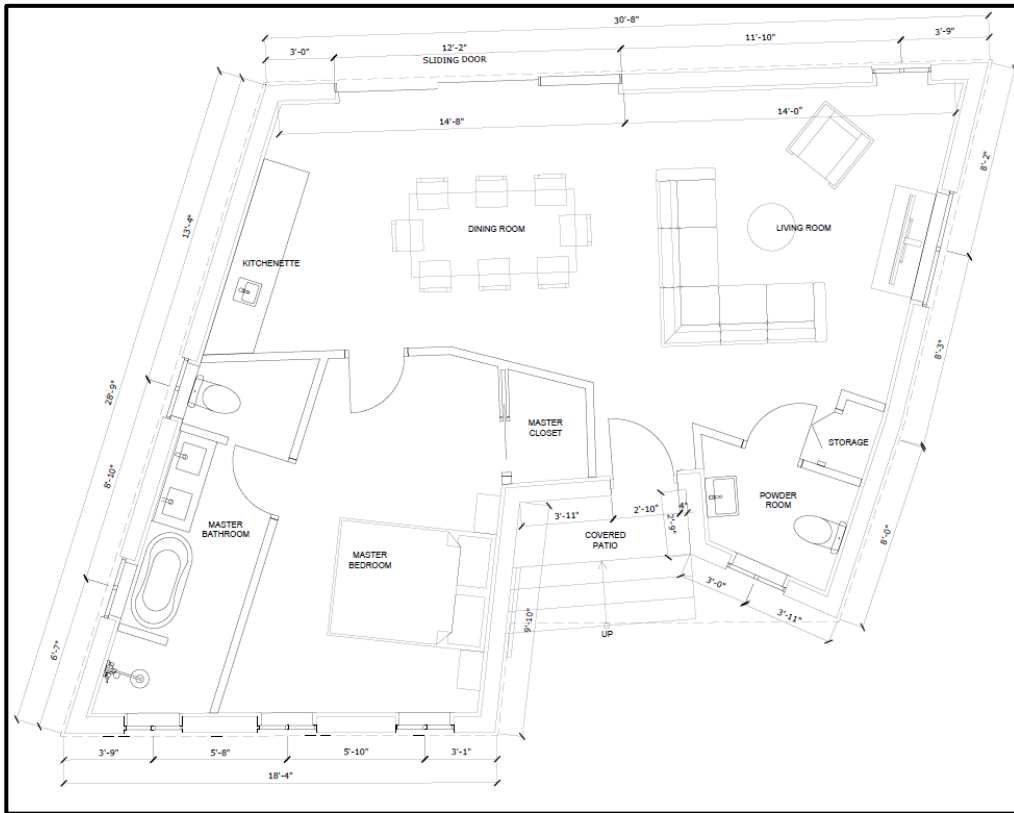 30'-8"
3'-0"
12'-2"
11'-10"
3'-9"
SLIDING DOOR
14'-8"
14'-0"
8'-2"
13'-4"
DINING ROOM
LIVING ROOM
KITCHENETTE
8'-3"
28'-9"
MASTER
CLOSET
STORAGE
8'-10"
POWDER
ROOM
3'-11"
2'-10"
4"
2'-9"
MASTER
BATHROOM
COVERED
PATIO
8'-0"
MASTER
BEDROOM
3'-0"
3'-11"
9'-10"
UP
6'-7"
3'-9"
5'-8"
5'-10"
3'-1"
18'-4"